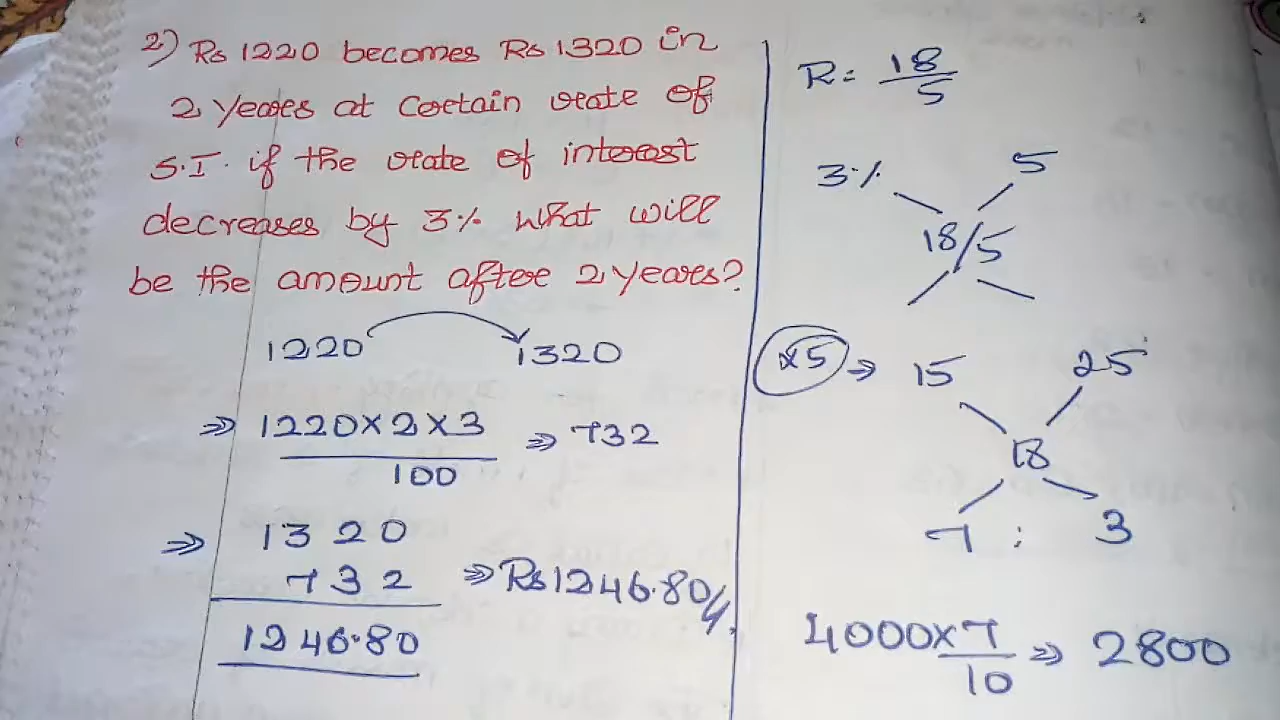 2) Rs 1220 becomes Rs 1320 in
2 years at certain rate of
S.I. if the rate of interest
decreases by 3% what will
be the amount after 2 years?
1220 1320
⇒ 1220×2×3 ⇒ 732
100
⇒ 1320
732 ⇒ Rs 1246.80/.
1246.80
R = 18
5
3% 5
18/5
×5 ⇒ 15 25
18
7 : 3
4000×7 ⇒ 2800
10